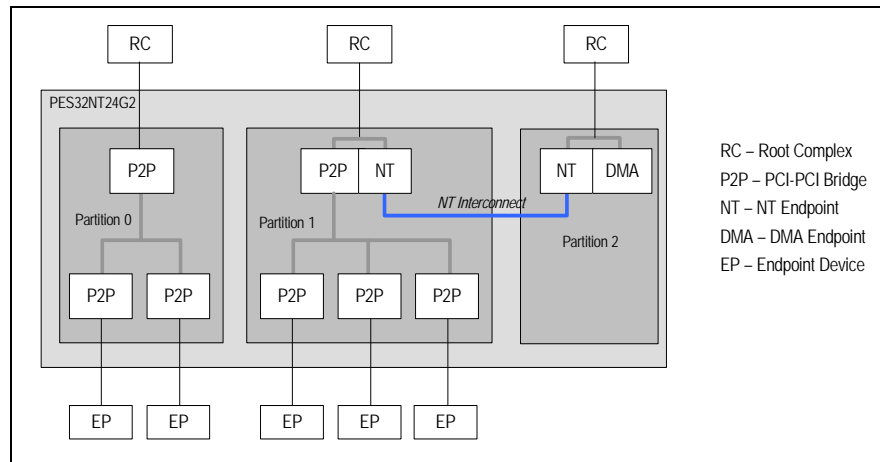 RC RC RC
PES32NT24G2
P2P P2P NT NT DMA
RC – Root Complex
P2P – PCI-PCI Bridge
NT – NT Endpoint
DMA – DMA Endpoint
EP – Endpoint Device
NT Interconnect
Partition 0 Partition 1 Partition 2
P2P P2P P2P P2P P2P
EP EP EP EP EP